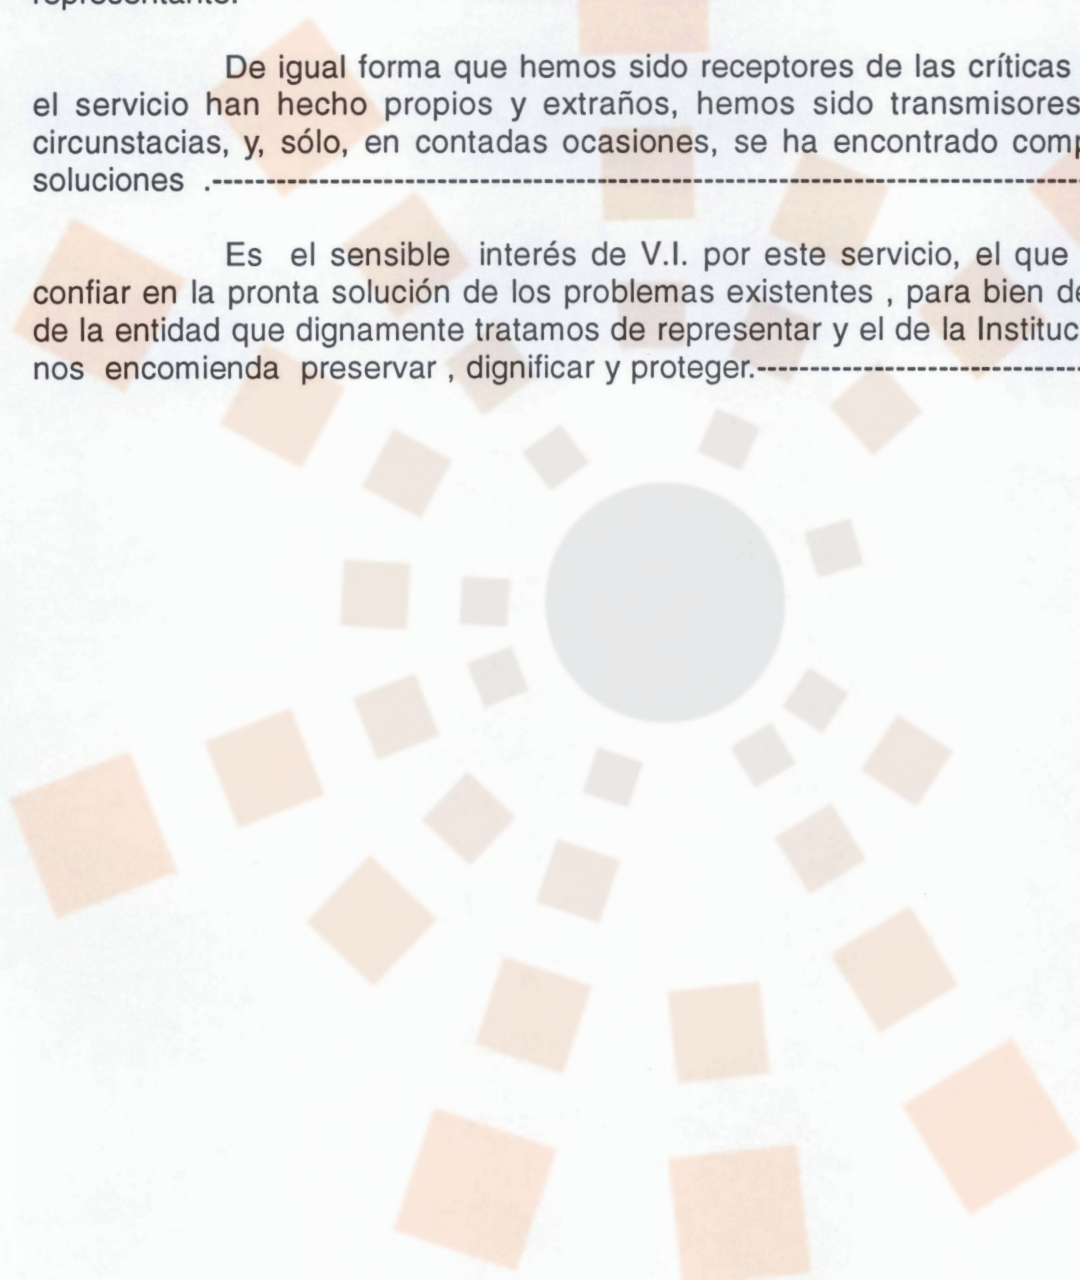 representante.
De igual forma que hemos sido receptores de las críticas
el servicio han hecho propios y extraños, hemos sido transmisores
circunstacias, y, sólo, en contadas ocasiones, se ha encontrado
soluciones .--------------------------------------------------------------
Es el sensible interés de V.I. por este servicio, el que
confiar en la pronta solución de los problemas existentes , para bien
de la entidad que dignamente tratamos de representar y el de la
nos encomienda preservar , dignificar y proteger.-----------------------